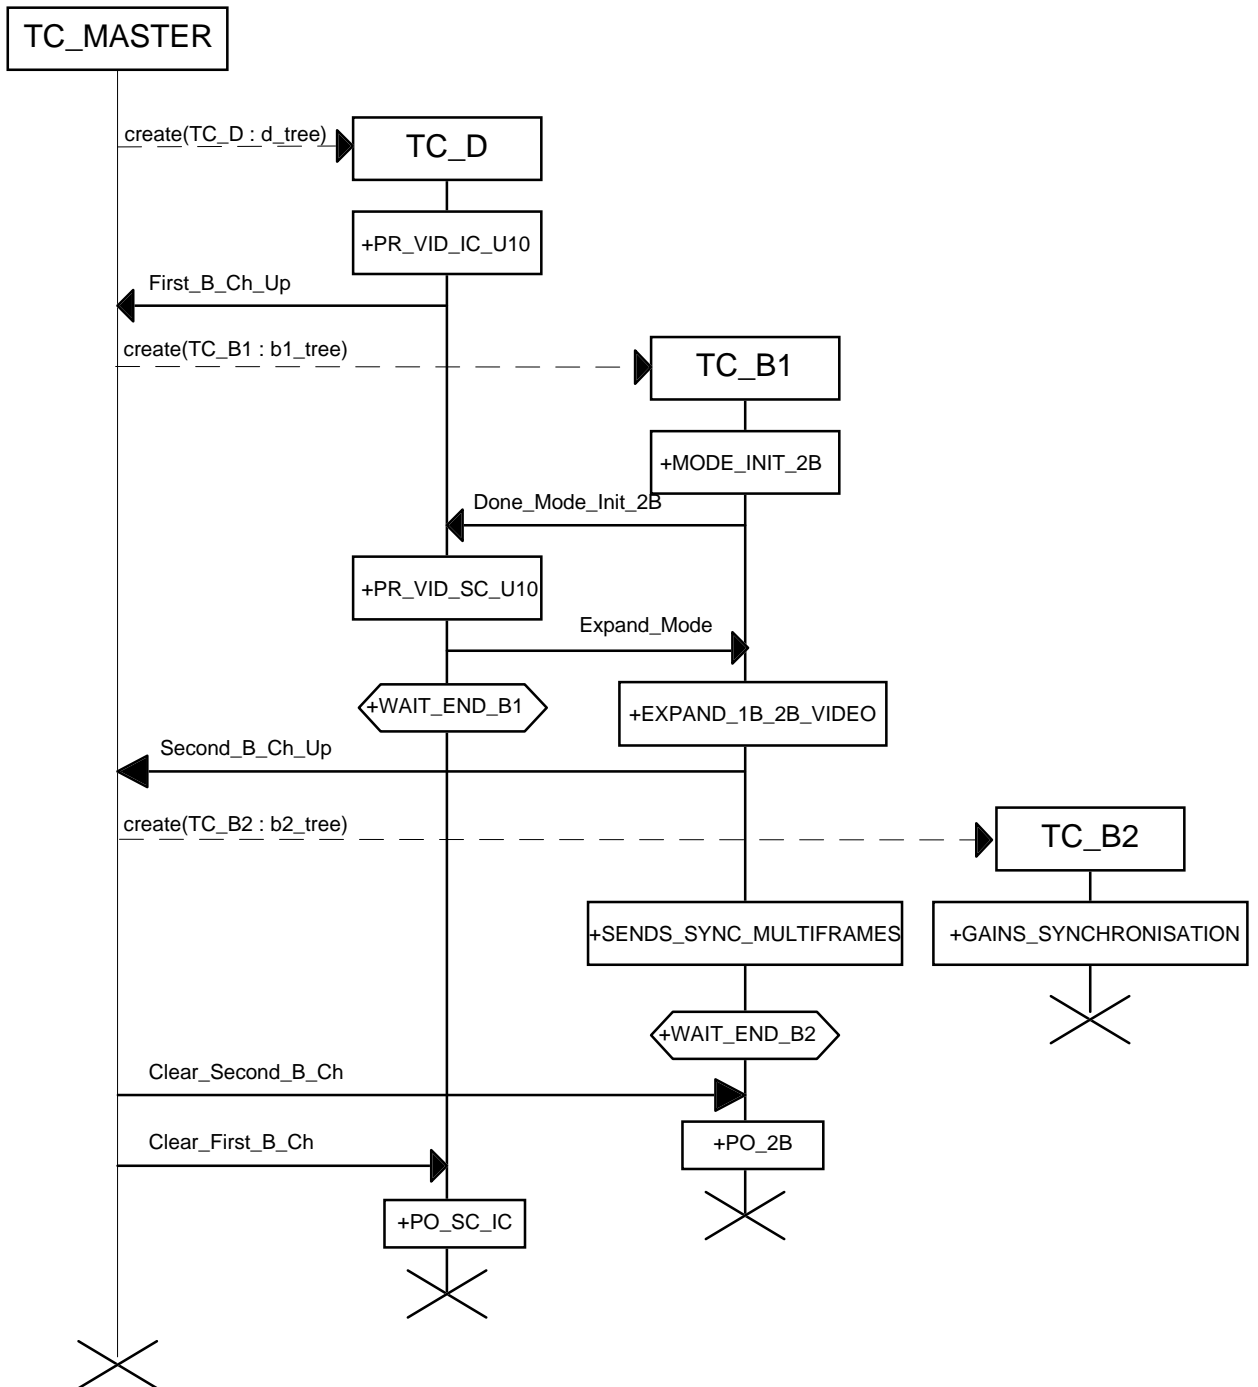 TC_MASTER
create(TC_D : d_tree)
TC_D
+PR_VID_IC_U10
First_B_Ch_Up
create(TC_B1 : b1_tree)
TC_B1
+MODE_INIT_2B
Done_Mode_Init_2B
+PR_VID_SC_U10
Expand_Mode
+WAIT_END_B1
+EXPAND_1B_2B_VIDEO
Second_B_Ch_Up
create(TC_B2 : b2_tree)
TC_B2
+SENDS_SYNC_MULTIFRAMES
+GAINS_SYNCHRONISATION
+WAIT_END_B2
Clear_Second_B_Ch
Clear_First_B_Ch
+PO_2B
+PO_SC_IC